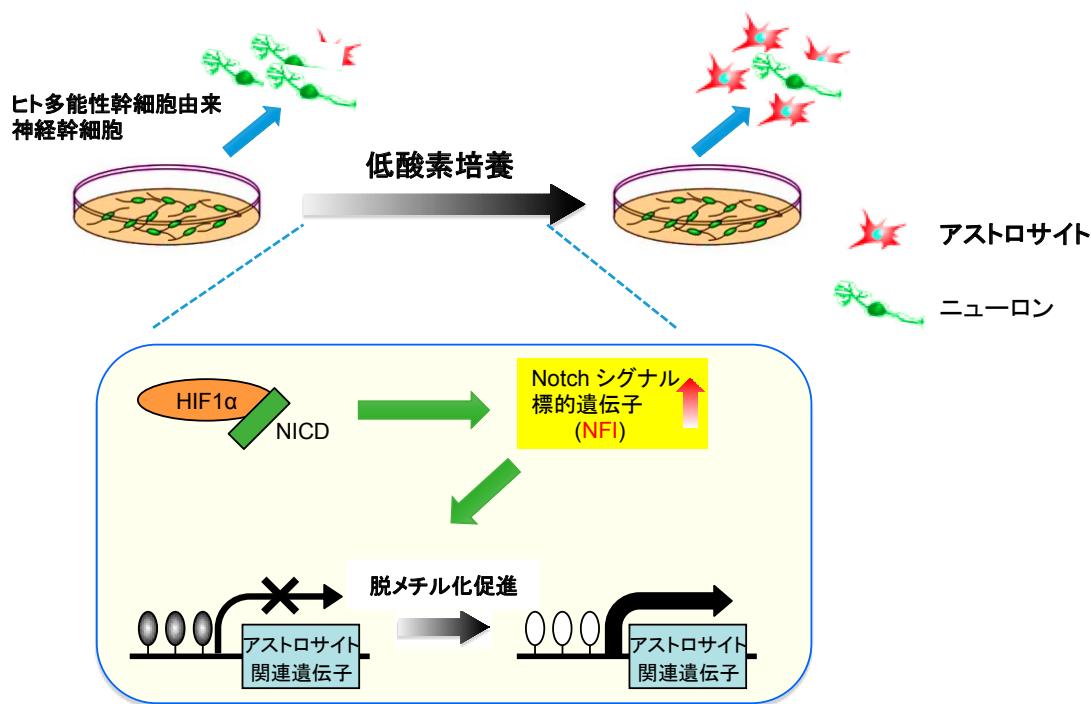 ヒト多能性幹細胞由来
神経幹細胞
低酸素培養
アストロサイト
ニューロン
HIF1α
NICD
Notch シグナル
標的遺伝子
(NFI)
脱メチル化促進
アストロサイト
関連遺伝子
アストロサイト
関連遺伝子